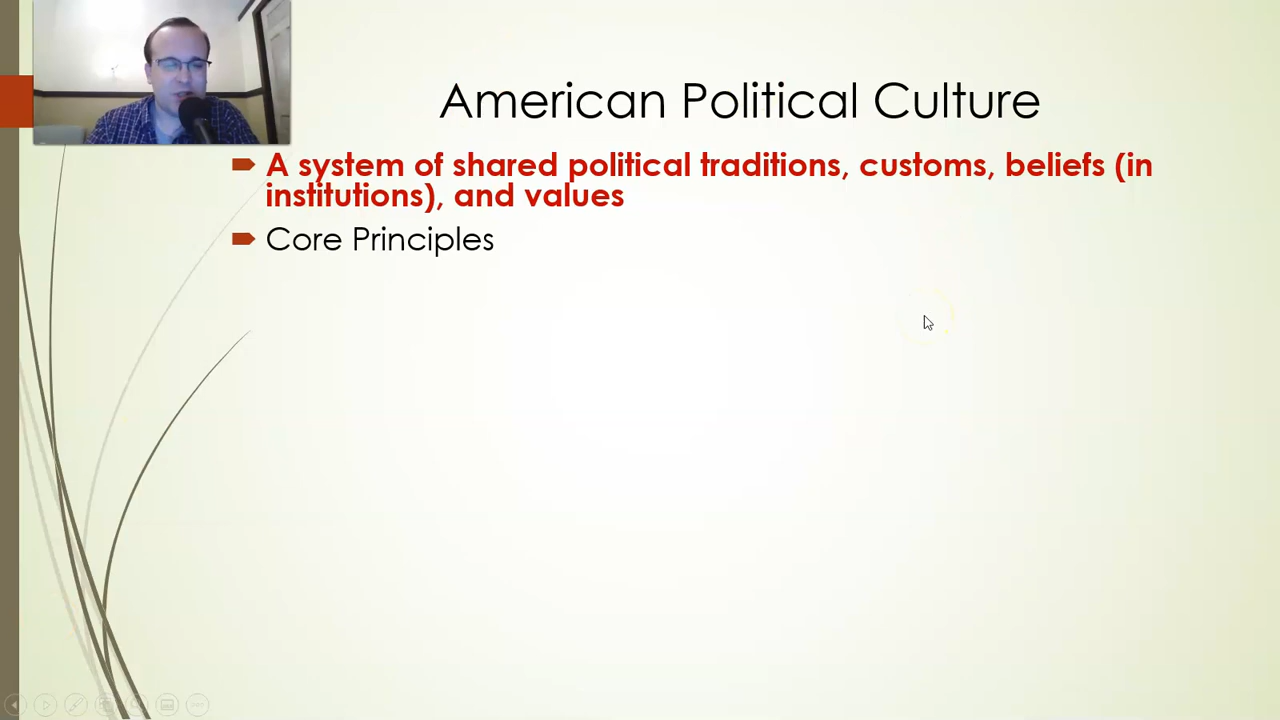 American Political Culture
A system of shared political traditions, customs, beliefs (in
institutions), and values
Core Principles